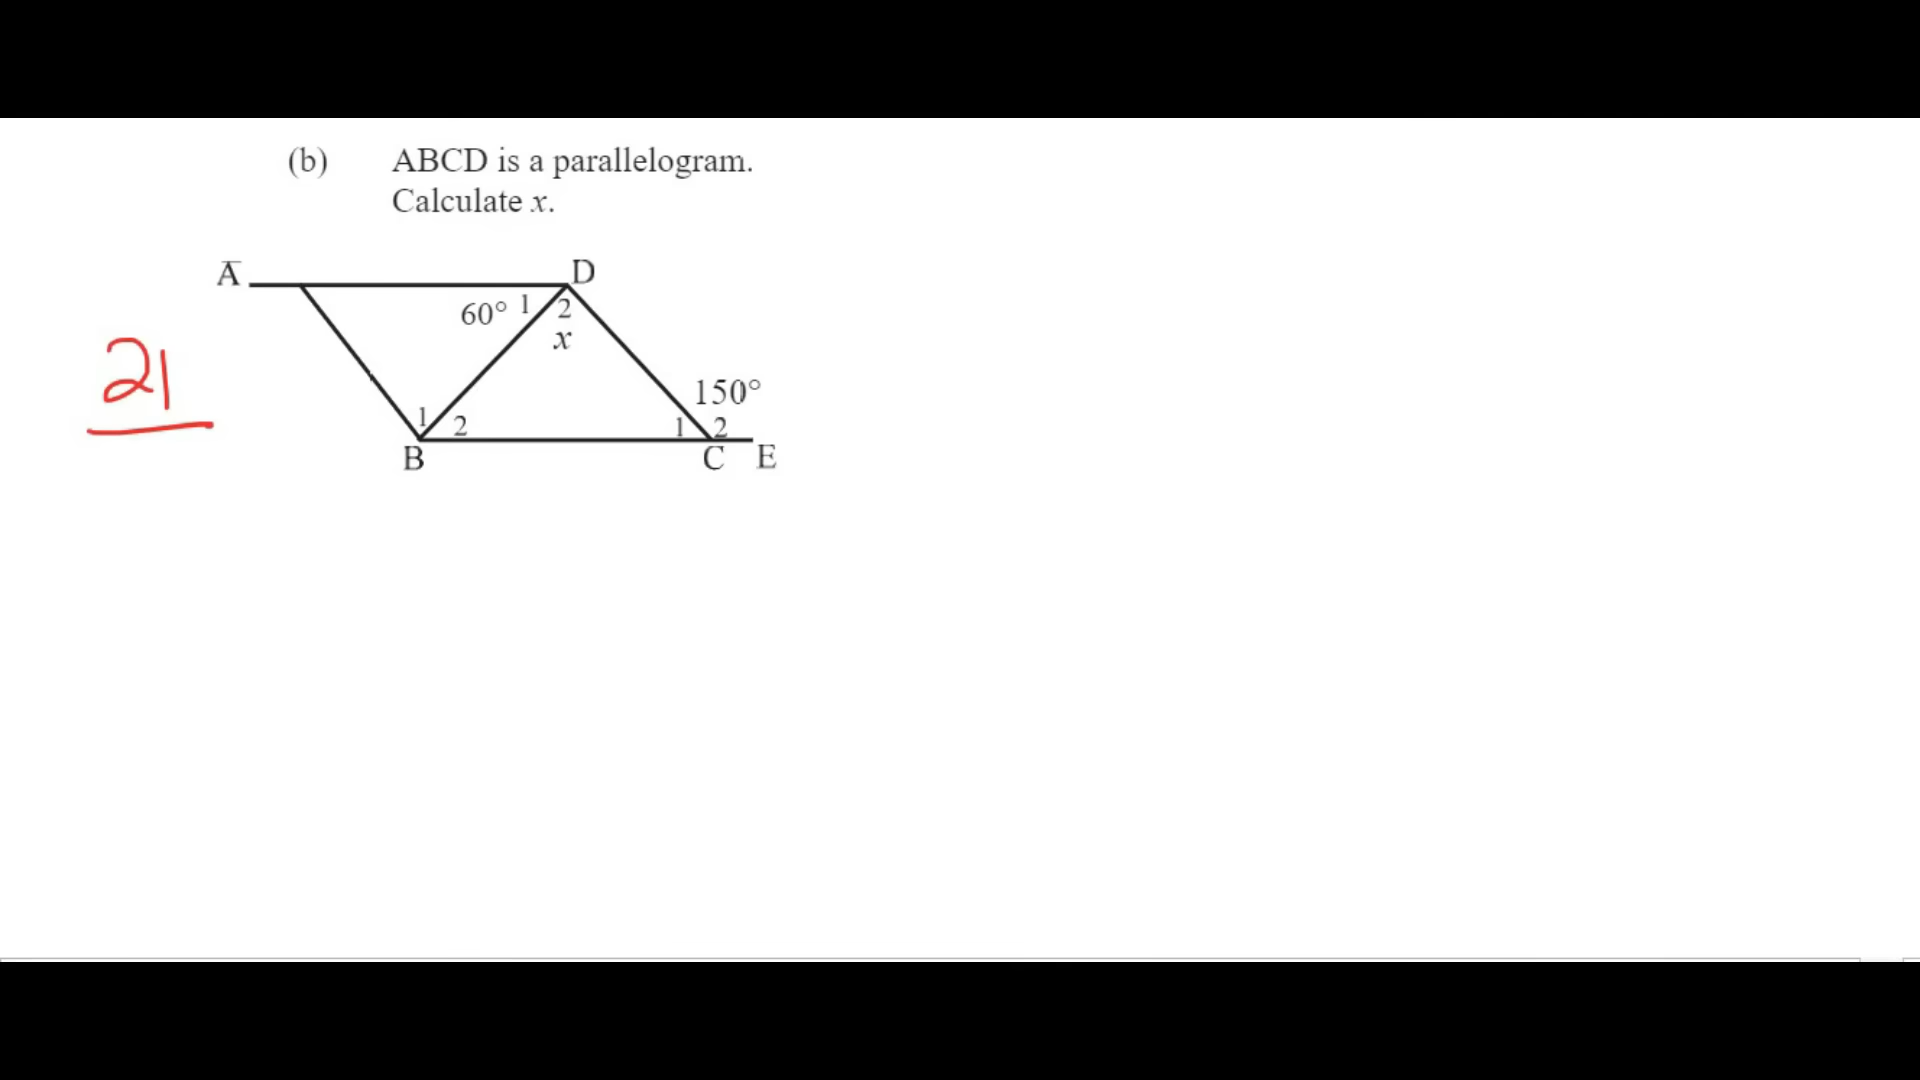 (b) ABCD is a parallelogram.
Calculate x.
A
D
60° 1 2
x
21
150°
1 2
1 2
B
C E